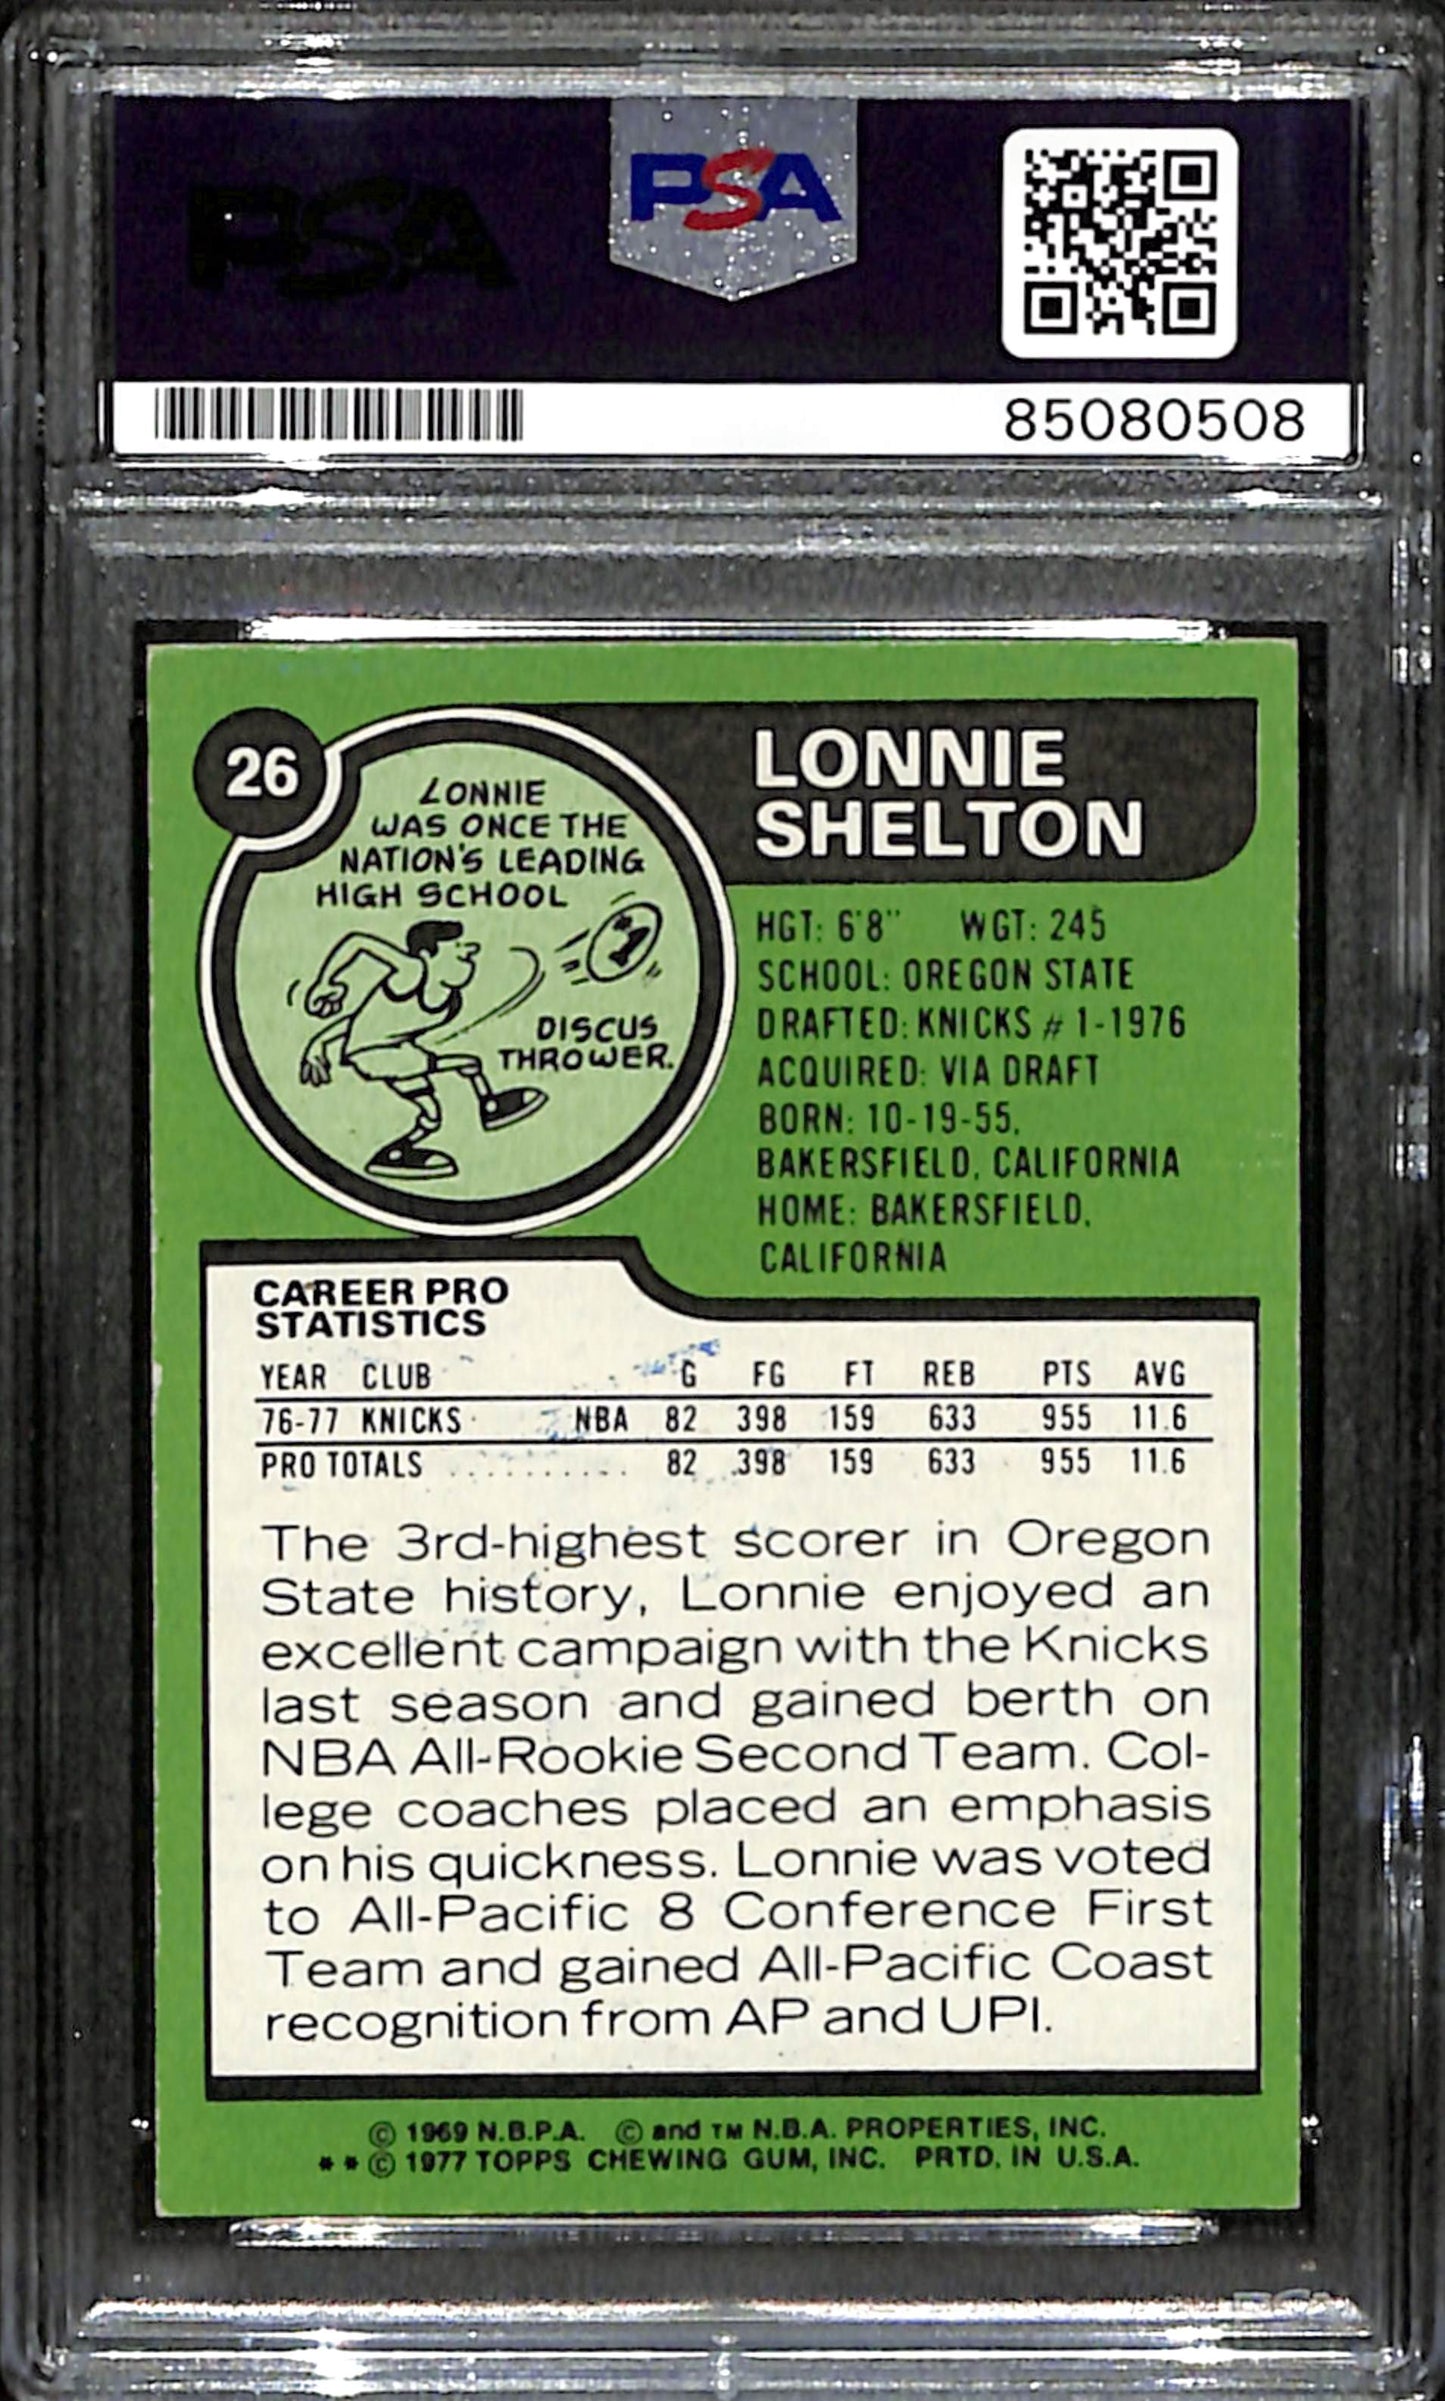 PSA
PSA
85080508
26
LONNIE
SHELTON
LONNIE
WAS ONCE THE
NATION'S LEADING
HIGH SCHOOL
*1
DISCUS
THROWER.
HGT: 6'8" WGT: 245
SCHOOL: OREGON STATE
DRAFTED: KNICKS # 1-1976
ACQUIRED: VIA DRAFT
BORN: 10-19-55,
BAKERSFIELD, CALIFORNIA
HOME: BAKERSFIELD,
CALIFORNIA
CAREER PRO
STATISTICS
YEAR CLUB G FG FT REB PTS AVG
76-77 KNICKS NBA 82 398 159 633 955 11.6
PRO TOTALS ........... 82 398 159 633 955 11.6
The 3rd-highest scorer in Oregon
State history, Lonnie enjoyed an
excellent campaign with the Knicks
last season and gained berth on
NBA All-Rookie Second Team. Col-
lege coaches placed an emphasis
on his quickness. Lonnie was voted
to All-Pacific 8 Conference First
Team and gained All-Pacific Coast
recognition from AP and UPI.
© 1969 N.B.P.A. © and TM N.B.A. PROPERTIES, INC.
* * © 1977 TOPPS CHEWING GUM, INC. PRTD. IN U.S.A.
PSA